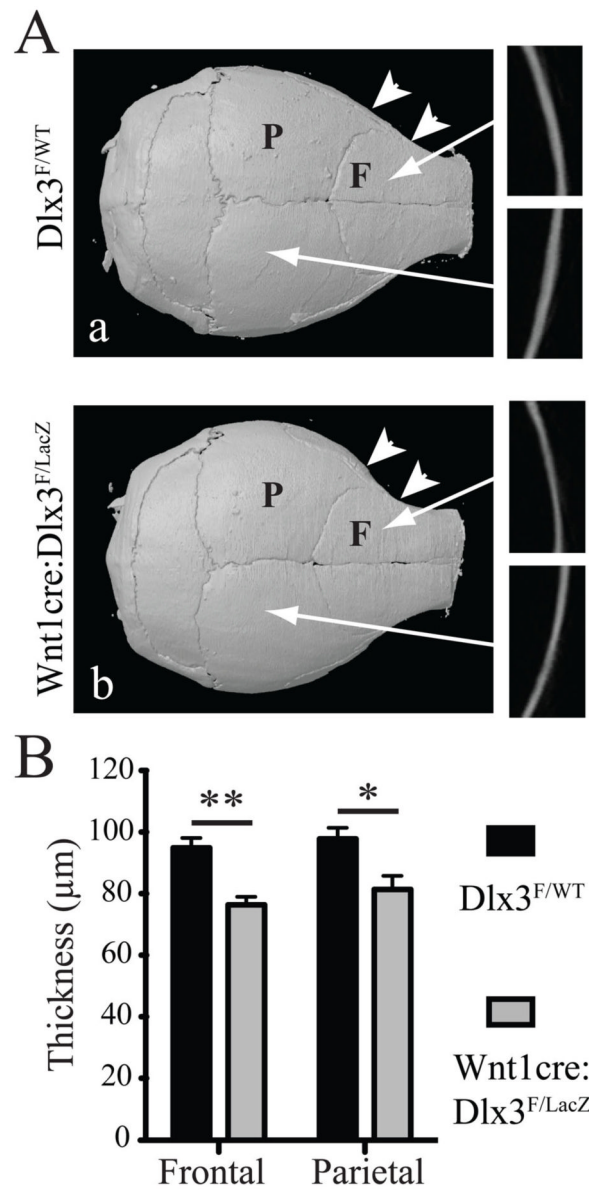 A
Dlx3F/WT
P
F
a
Wnt1cre:Dlx3F/LacZ
P
F
b
B
120
100
80
60
40
20
0
Thickness (μm)
**
*
Frontal
Parietal
Dlx3F/WT
Wnt1cre:
Dlx3F/LacZ